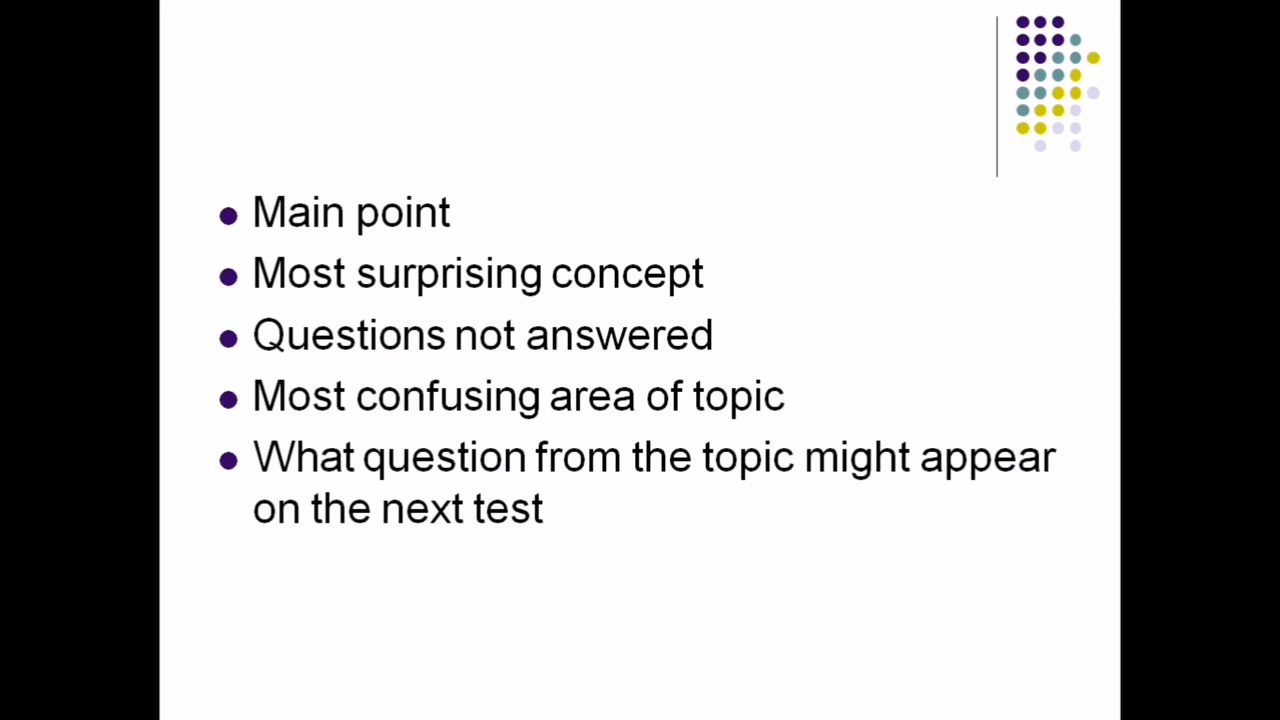 Main point
Most surprising concept
Questions not answered
Most confusing area of topic
What question from the topic might appear
on the next test